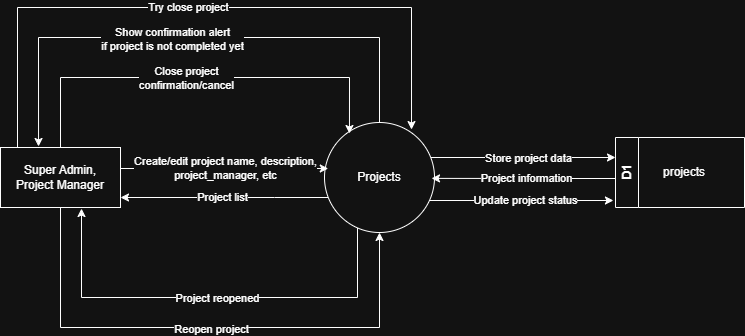 Try close project
Show confirmation alert
if project is not completed yet
Close project
confirmation/cancel
Super Admin,
Project Manager
Create/edit project name, description,
project_manager, etc
Project list
Projects
Store project data
Project information
Update project status
D1
projects
Project reopened
Reopen project